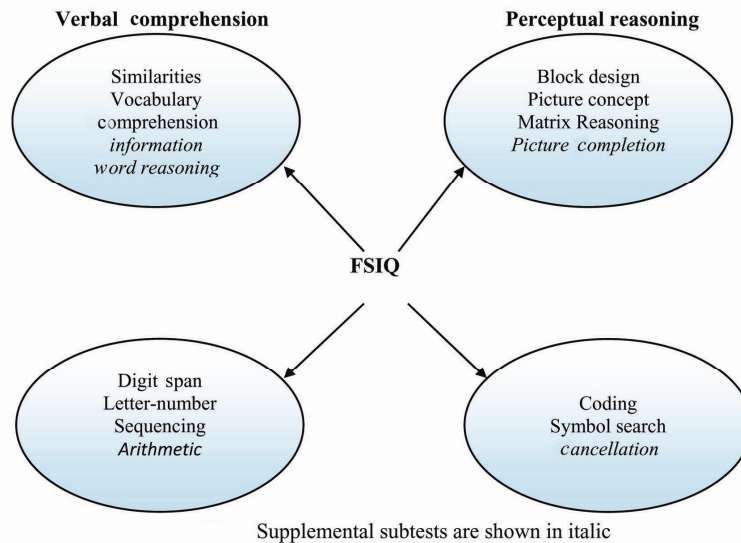 Verbal comprehension
Similarities
Vocabulary
comprehension
information
word reasoning
Perceptual reasoning
Block design
Picture concept
Matrix Reasoning
Picture completion
FSIQ
Digit span
Letter-number
Sequencing
Arithmetic
Coding
Symbol search
cancellation
Supplemental subtests are shown in italic